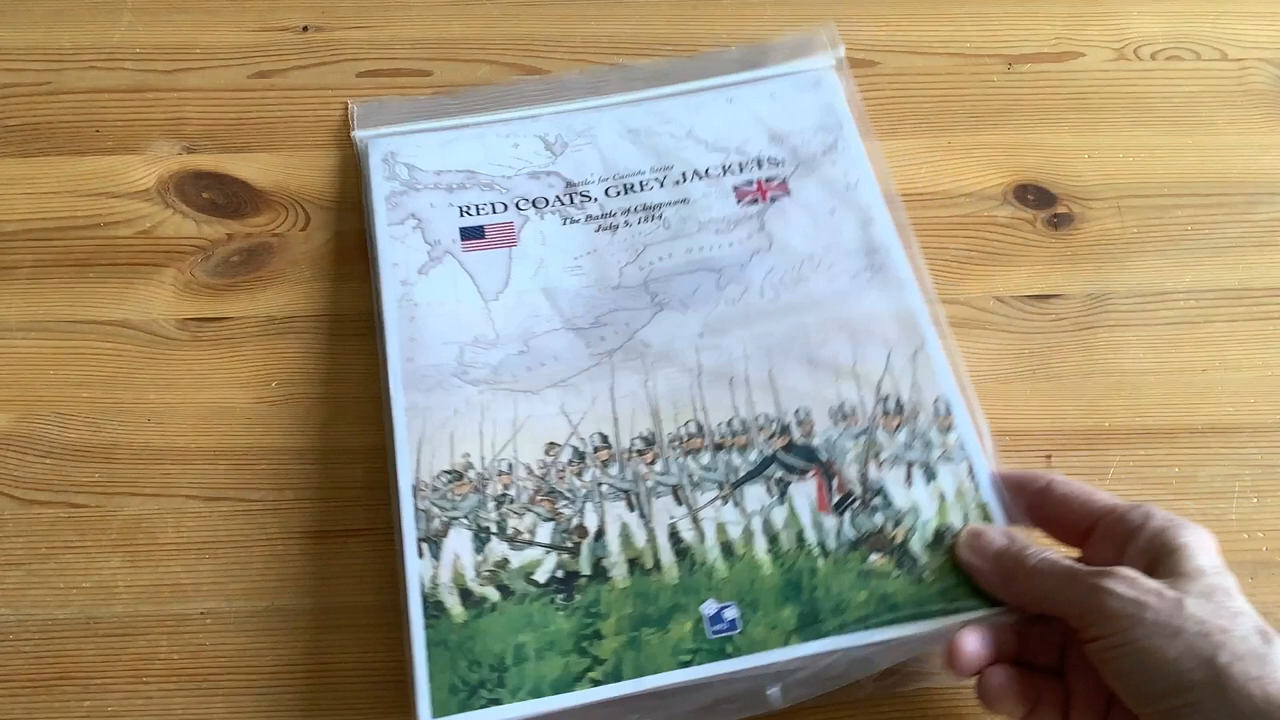 Battles for Canada Series
RED COATS, GREY JACKETS:
The Battle of Chippawa,
July 5, 1814